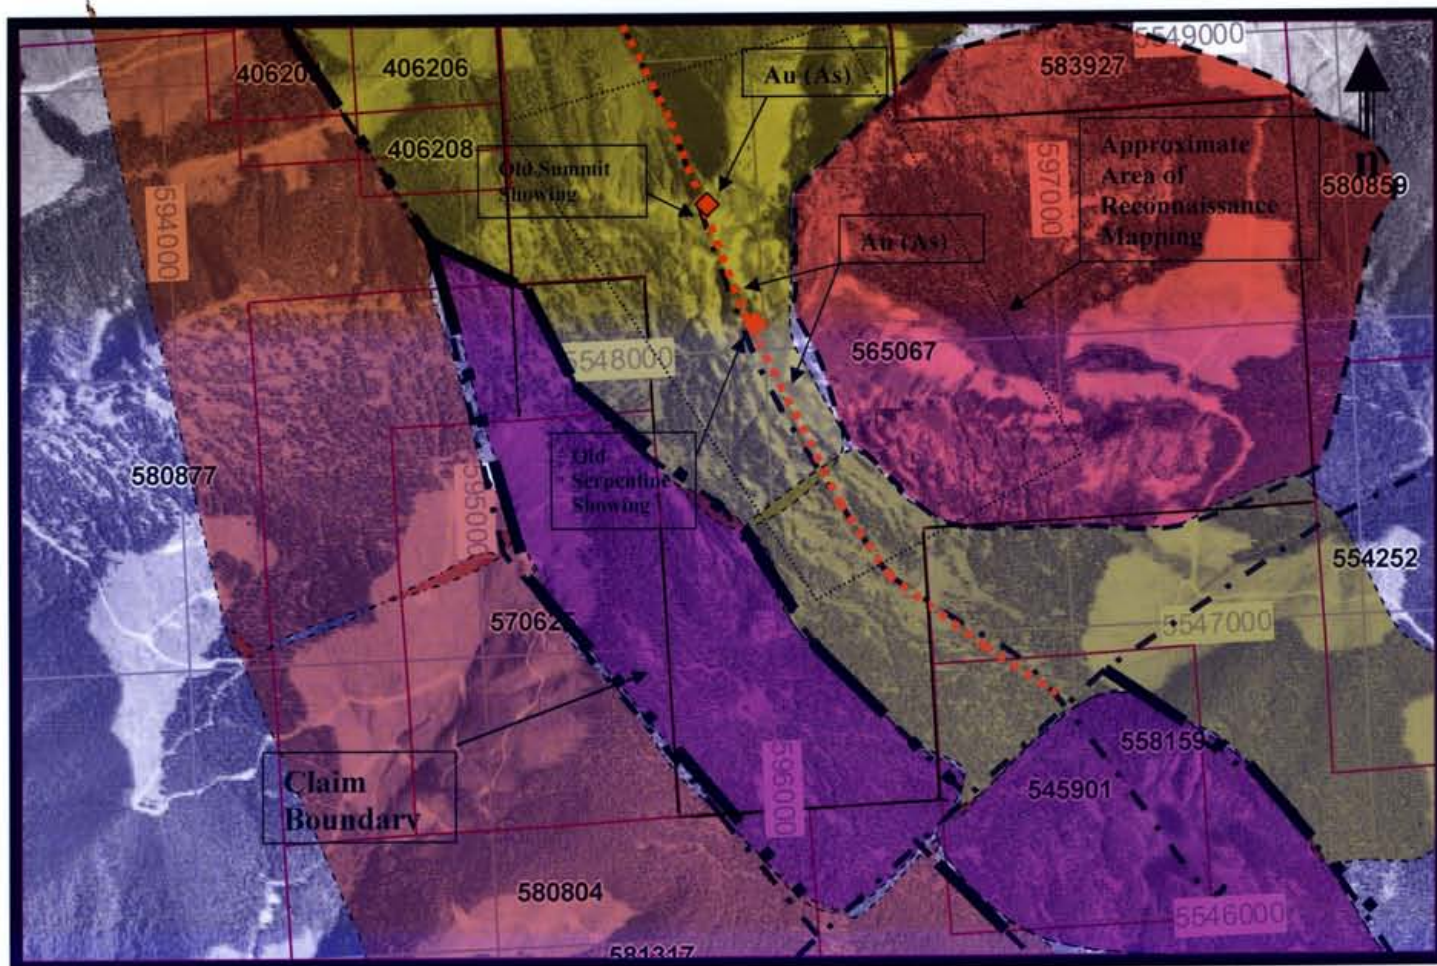 5549000
406206
Au (As)
583927
406208
Old Summit
Showing
Approximate
Area of
Reconnaissance
Mapping
n
580859
594000
597000
Au (As)
5548000
565067
580877
Old
Serpentine
Showing
595000
554252
5547000
Claim
Boundary
596000
558159
545901
580804
5546000
581317